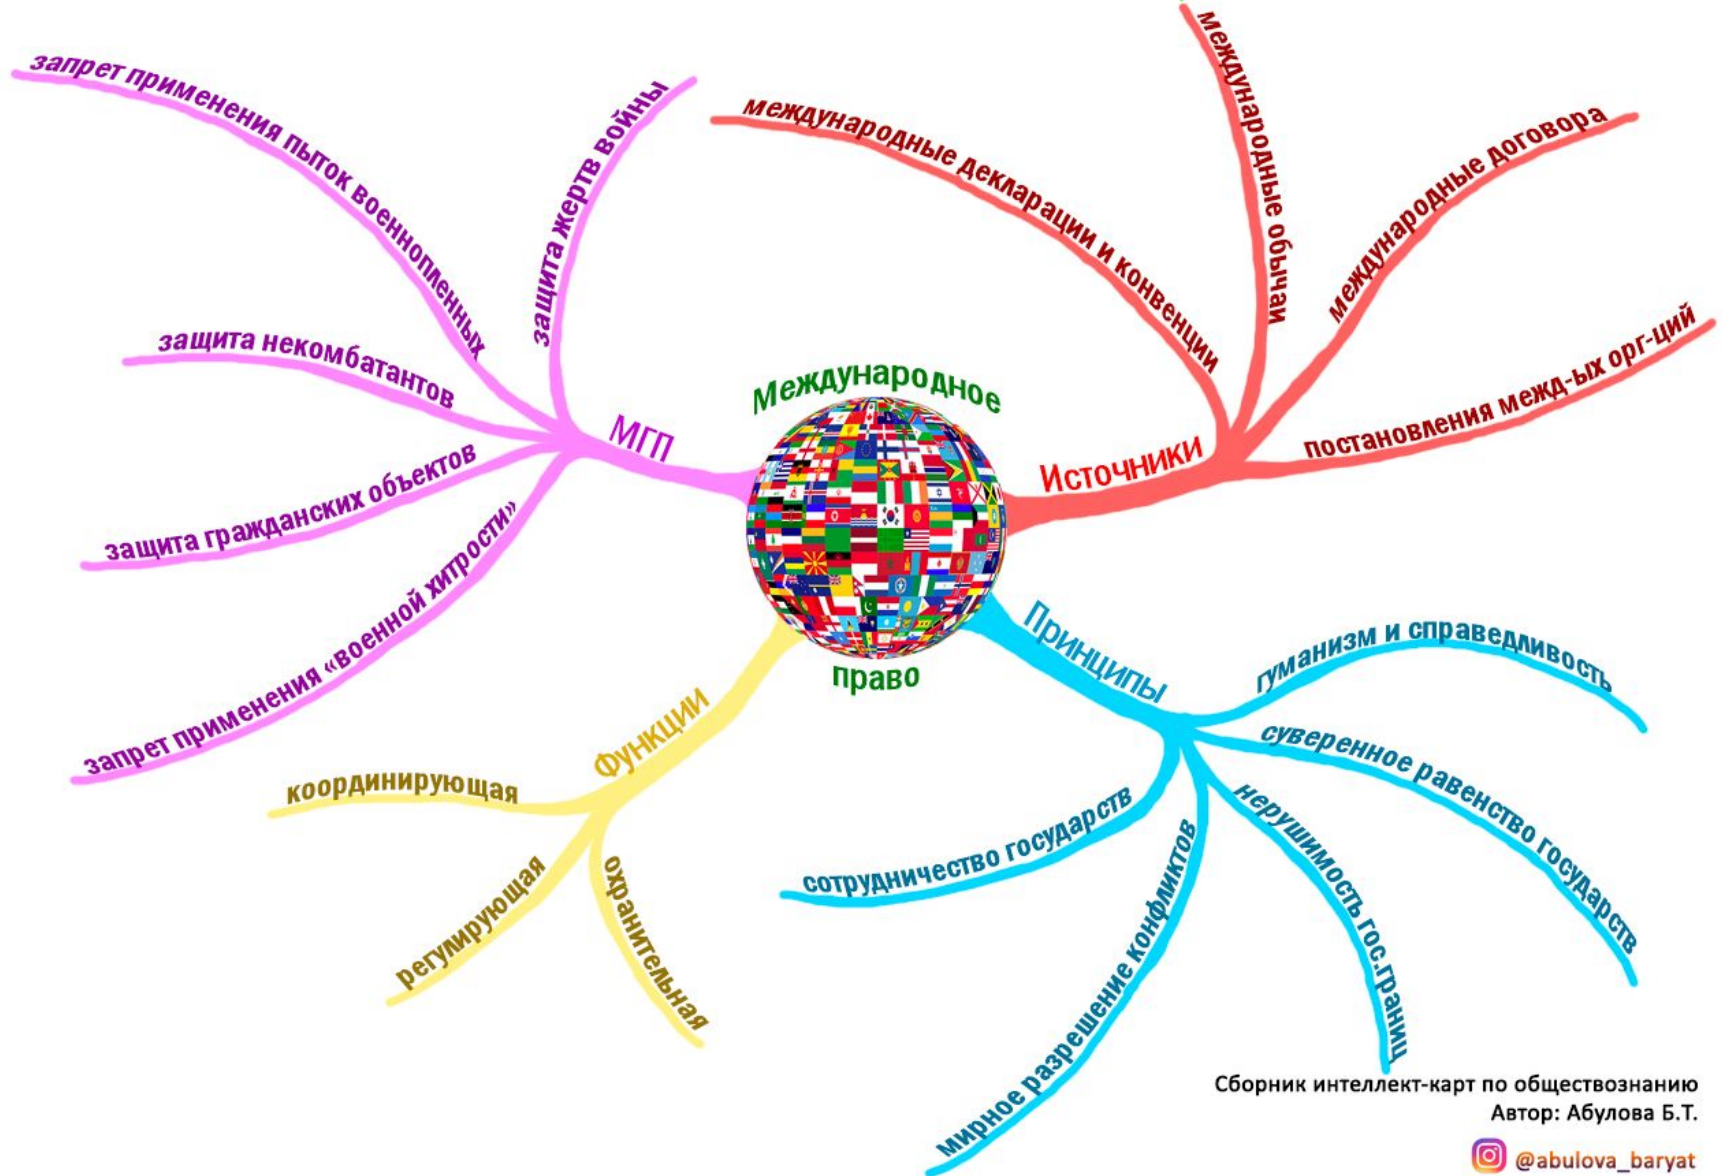 Международное
право
Источники
международные декларации и конвенции
международные обычаи
международные договора
постановления межд-ых орг-ций
Принципы
гуманизм и справедливость
суверенное равенство государств
нерушимость гос.границ
мирное разрешение конфликтов
сотрудничество государств
Функции
координирующая
регулирующая
охранительная
МГП
защита жертв войны
запрет применения пыток военнопленных
защита некомбатантов
защита гражданских объектов
запрет применения «военной хитрости»
Сборник интеллект-карт по обществознанию
Автор: Абулова Б.Т.
@abulova_baryat